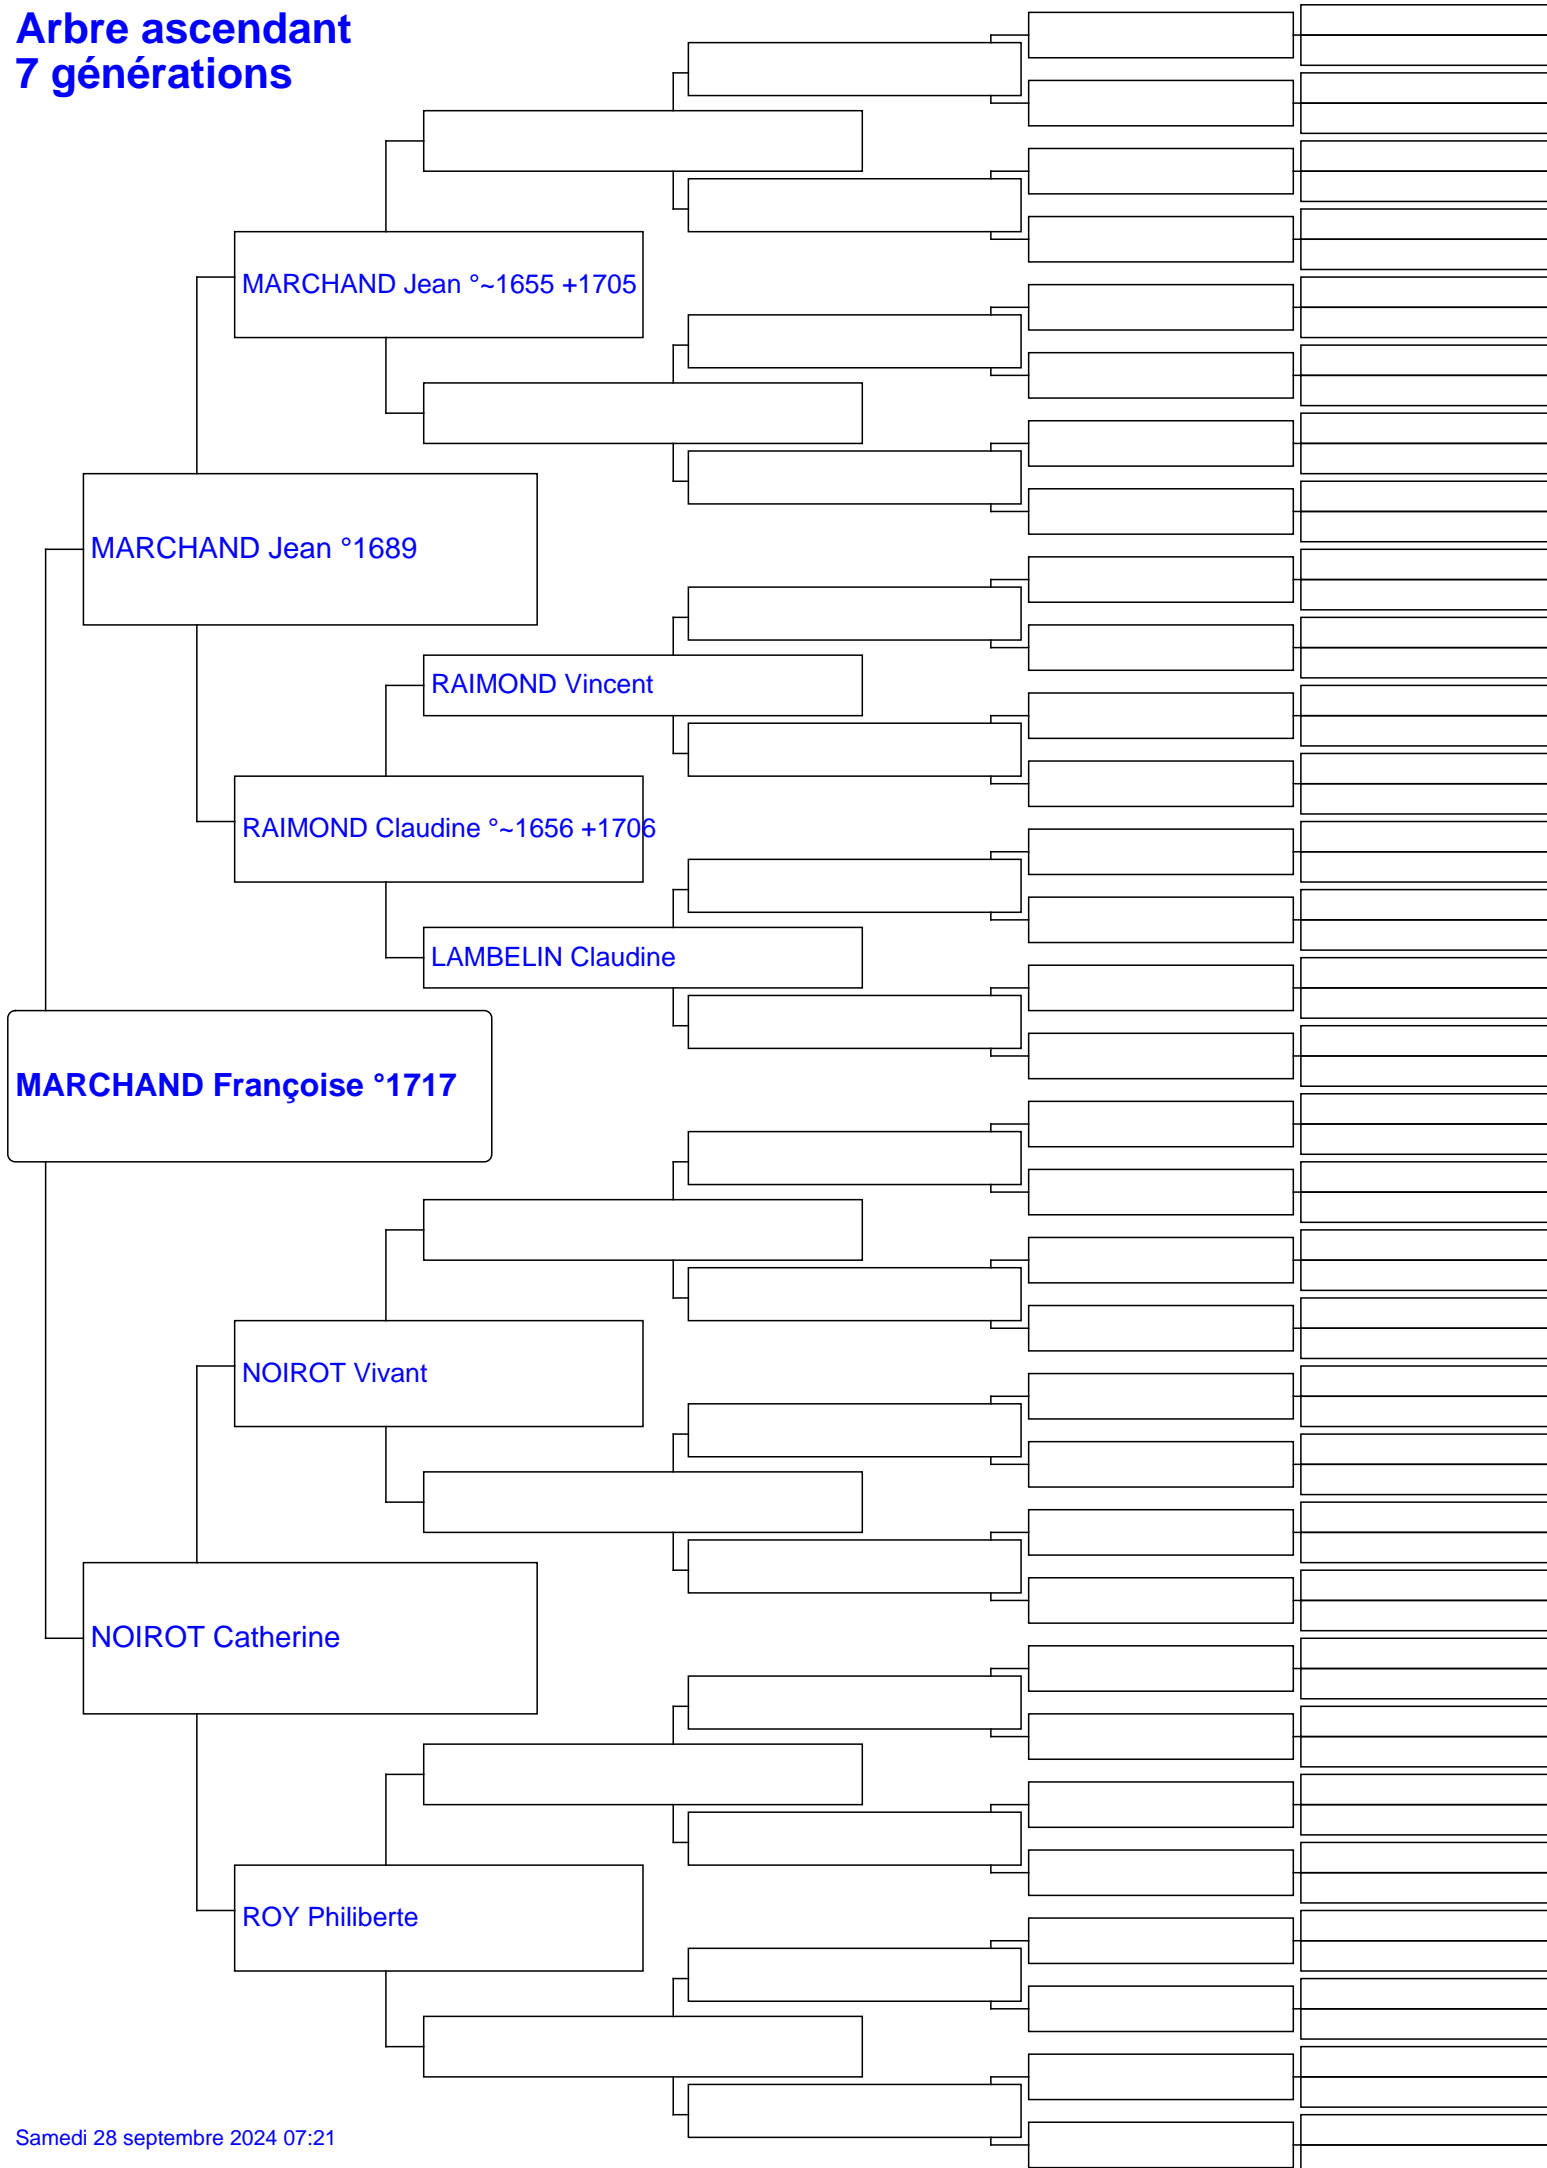 Arbre ascendant
7 générations
MARCHAND Jean °~1655 +1705
MARCHAND Jean °1689
RAIMOND Vincent
RAIMOND Claudine °~1656 +1706
LAMBELIN Claudine
MARCHAND Françoise °1717
NOIROT Vivant
NOIROT Catherine
ROY Philiberte
Samedi 28 septembre 2024 07:21